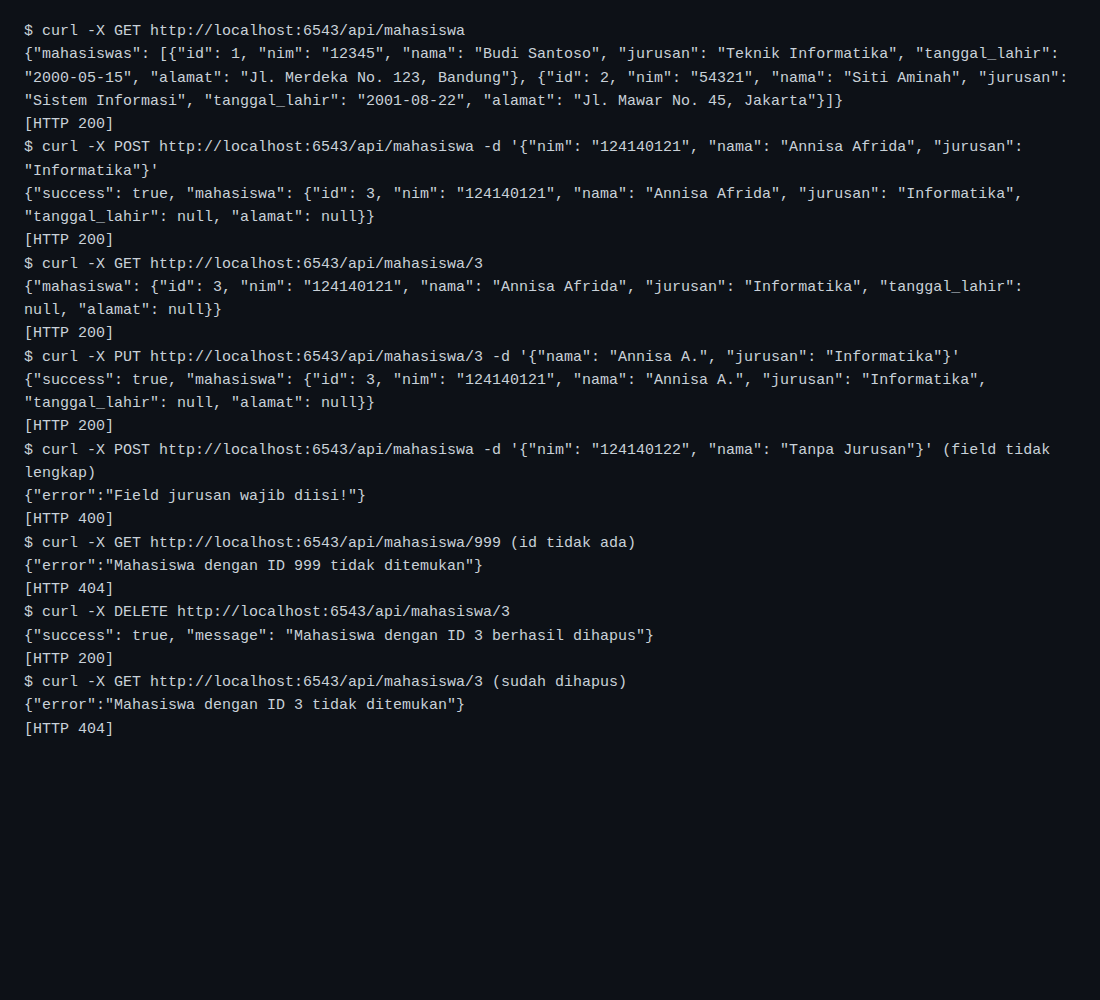 $ curl -X GET http://localhost:6543/api/mahasiswa
{"mahasiswas": [{"id": 1, "nim": "12345", "nama": "Budi Santoso", "jurusan": "Teknik Informatika", "tanggal_lahir":
"2000-05-15", "alamat": "Jl. Merdeka No. 123, Bandung"}, {"id": 2, "nim": "54321", "nama": "Siti Aminah", "jurusan":
"Sistem Informasi", "tanggal_lahir": "2001-08-22", "alamat": "Jl. Mawar No. 45, Jakarta"}]}
[HTTP 200]
$ curl -X POST http://localhost:6543/api/mahasiswa -d '{"nim": "124140121", "nama": "Annisa Afrida", "jurusan":
"Informatika"}'
{"success": true, "mahasiswa": {"id": 3, "nim": "124140121", "nama": "Annisa Afrida", "jurusan": "Informatika",
"tanggal_lahir": null, "alamat": null}}
[HTTP 200]
$ curl -X GET http://localhost:6543/api/mahasiswa/3
{"mahasiswa": {"id": 3, "nim": "124140121", "nama": "Annisa Afrida", "jurusan": "Informatika", "tanggal_lahir":
null, "alamat": null}}
[HTTP 200]
$ curl -X PUT http://localhost:6543/api/mahasiswa/3 -d '{"nama": "Annisa A.", "jurusan": "Informatika"}'
{"success": true, "mahasiswa": {"id": 3, "nim": "124140121", "nama": "Annisa A.", "jurusan": "Informatika",
"tanggal_lahir": null, "alamat": null}}
[HTTP 200]
$ curl -X POST http://localhost:6543/api/mahasiswa -d '{"nim": "124140122", "nama": "Tanpa Jurusan"}' (field tidak
lengkap)
{"error":"Field jurusan wajib diisi!"}
[HTTP 400]
$ curl -X GET http://localhost:6543/api/mahasiswa/999 (id tidak ada)
{"error":"Mahasiswa dengan ID 999 tidak ditemukan"}
[HTTP 404]
$ curl -X DELETE http://localhost:6543/api/mahasiswa/3
{"success": true, "message": "Mahasiswa dengan ID 3 berhasil dihapus"}
[HTTP 200]
$ curl -X GET http://localhost:6543/api/mahasiswa/3 (sudah dihapus)
{"error":"Mahasiswa dengan ID 3 tidak ditemukan"}
[HTTP 404]